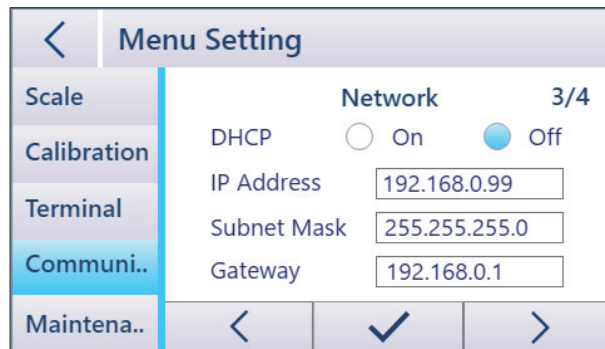 Menu Setting
Scale
Calibration
Terminal
Communi..
Maintena..
Network 3/4
DHCP On Off
IP Address 192.168.0.99
Subnet Mask 255.255.255.0
Gateway 192.168.0.1